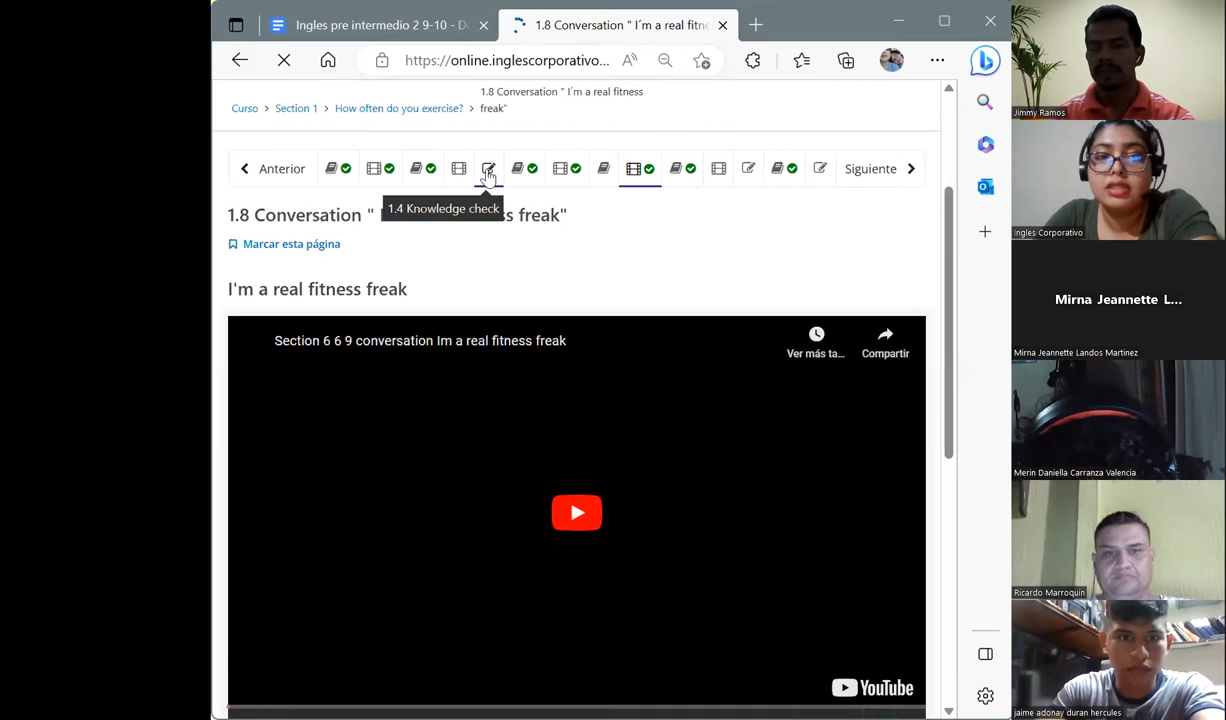 Ingles pre intermedio 2 9-10 - D
1.8 Conversation " I´m a real fitne
https://online.inglescorporativo...
1.8 Conversation " I´m a real fitness
Curso > Section 1 > How often do you exercise? > freak"
Anterior
Siguiente
1.4 Knowledge check
1.8 Conversation " fitness freak"
Marcar esta página
I'm a real fitness freak
Section 6 6 9 conversation Im a real fitness freak
Ver más ta...
Compartir
YouTube
Jimmy Ramos
Ingles Corporativo
Mirna Jeannette L...
Mirna Jeannette Landos Martinez
Merin Daniella Carranza Valencia
Ricardo Marroquin
jaime adonay duran hercules